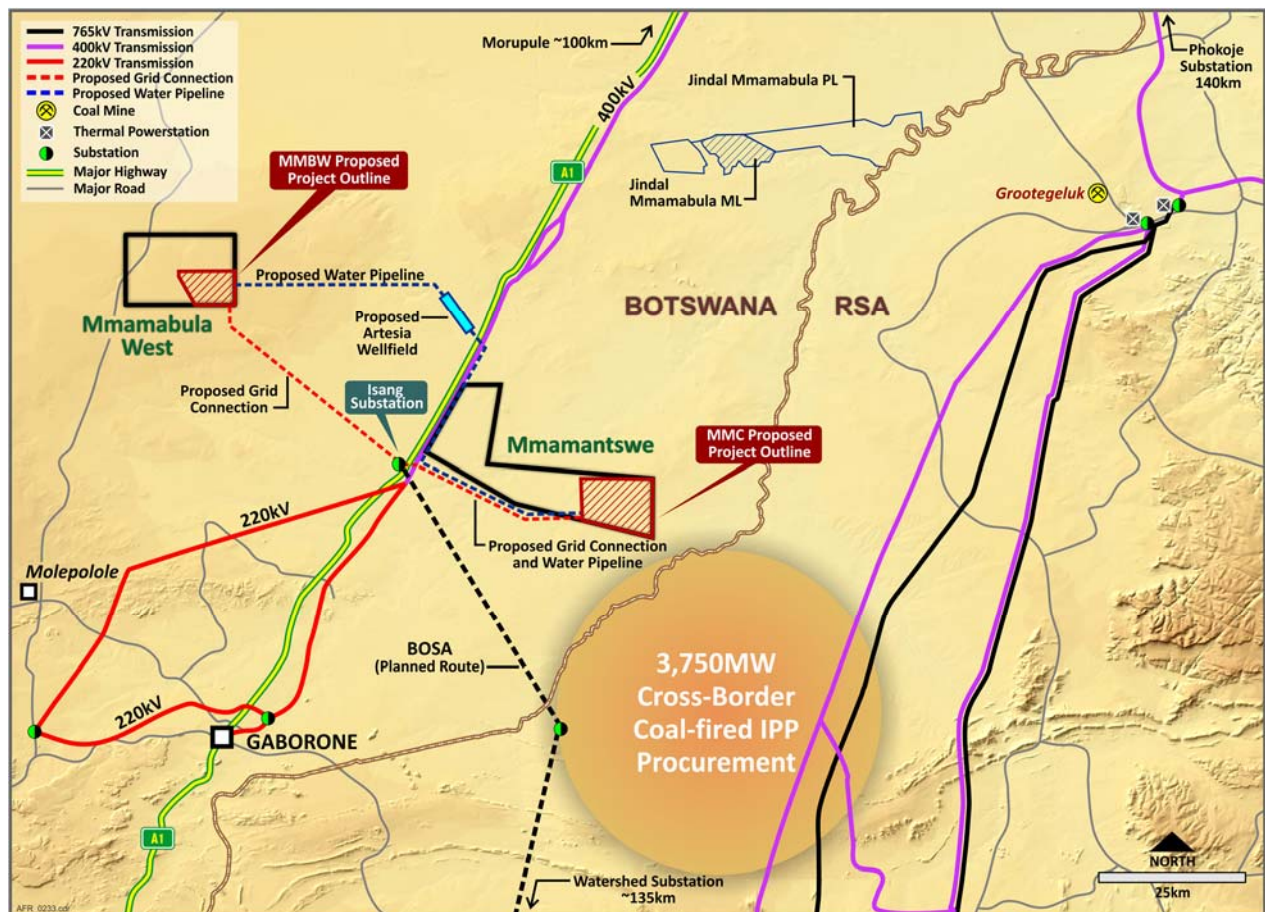 765kV Transmission
400kV Transmission
220kV Transmission
Proposed Grid Connection
Proposed Water Pipeline
Coal Mine
Thermal Powerstation
Substation
Major Highway
Major Road
Morupule ~100km
400kV
A1
Jindal Mmamabula PL
Jindal
Mmamabula ML
Phokoje
Substation
140km
Grootegeluk
MMBW Proposed
Project Outline
Proposed Water Pipeline
Mmamabula
West
Proposed
Artesia
Wellfield
BOTSWANA
RSA
Proposed Grid
Connection
Isang
Substation
Mmamantswe
MMC Proposed
Project Outline
220kV
Proposed Grid Connection
and Water Pipeline
Molepolole
BOSA
(Planned Route)
3,750MW
Cross-Border
Coal-fired IPP
Procurement
220kV
GABORONE
A1
Watershed Substation
~135km
NORTH
25km
AFR_0233.cdr